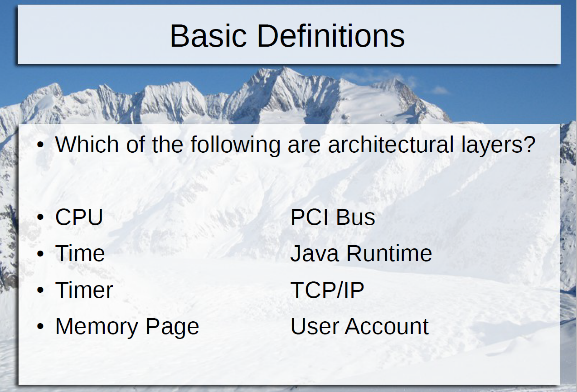 Basic Definitions
• Which of the following are architectural layers?
• CPU PCI Bus
• Time Java Runtime
• Timer TCP/IP
• Memory Page User Account